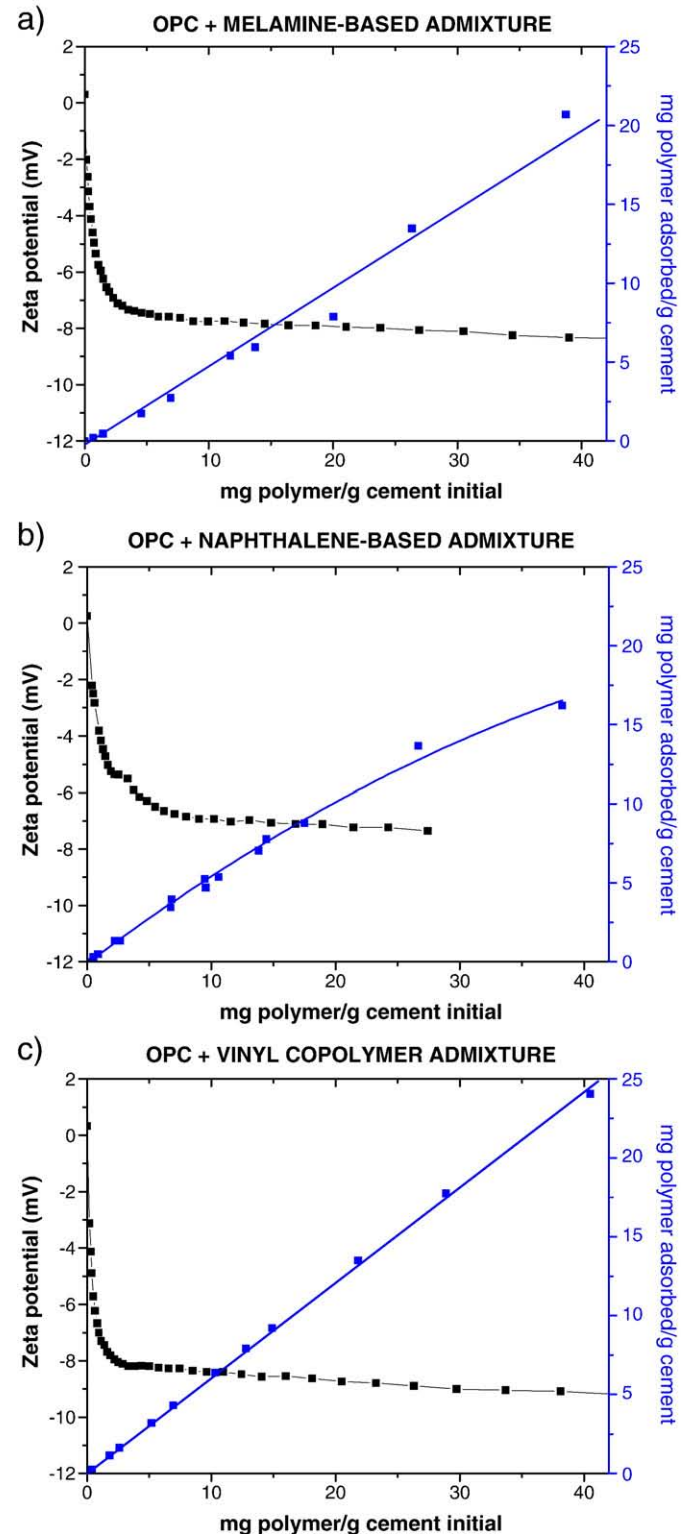 a)
OPC + MELAMINE-BASED ADMIXTURE
2
0
-2
-4
-6
-8
-10
-12
Zeta potential (mV)
25
20
15
10
5
0
mg polymer adsorbed/g cement
0 10 20 30 40
mg polymer/g cement initial
b)
OPC + NAPHTHALENE-BASED ADMIXTURE
2
0
-2
-4
-6
-8
-10
-12
Zeta potential (mV)
25
20
15
10
5
0
mg polymer adsorbed/g cement
0 10 20 30 40
mg polymer/g cement initial
c)
OPC + VINYL COPOLYMER ADMIXTURE
2
0
-2
-4
-6
-8
-10
-12
Zeta potential (mV)
25
20
15
10
5
0
mg polymer adsorbed/g cement
0 10 20 30 40
mg polymer/g cement initial